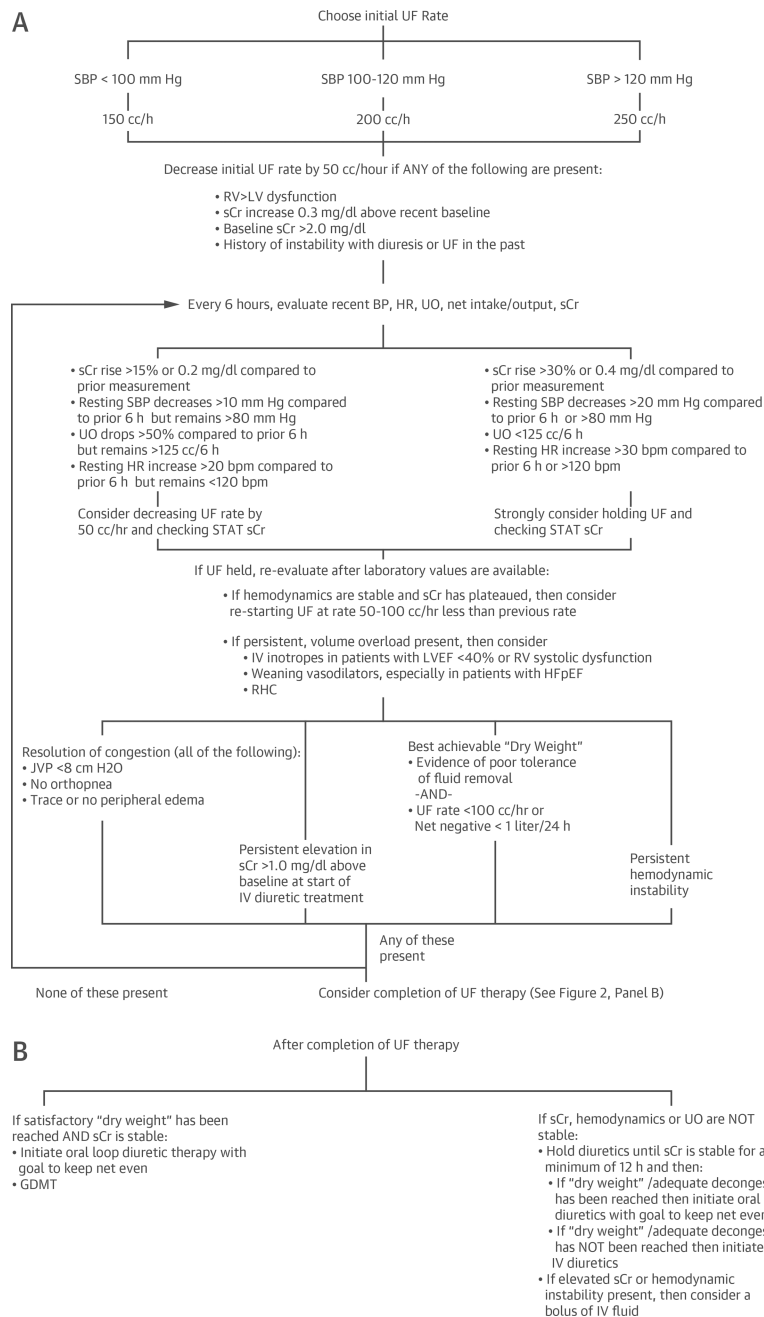 A
Choose initial UF Rate
SBP < 100 mm Hg
SBP 100-120 mm Hg
SBP > 120 mm Hg
150 cc/h
200 cc/h
250 cc/h
Decrease initial UF rate by 50 cc/hour if ANY of the following are present:
• RV>LV dysfunction
• sCr increase 0.3 mg/dl above recent baseline
• Baseline sCr >2.0 mg/dl
• History of instability with diuresis or UF in the past
Every 6 hours, evaluate recent BP, HR, UO, net intake/output, sCr
• sCr rise >15% or 0.2 mg/dl compared to
prior measurement
• Resting SBP decreases >10 mm Hg compared
to prior 6 h but remains >80 mm Hg
• UO drops >50% compared to prior 6 h
but remains >125 cc/6 h
• Resting HR increase >20 bpm compared to
prior 6 h but remains <120 bpm
Consider decreasing UF rate by
50 cc/hr and checking STAT sCr
• sCr rise >30% or 0.4 mg/dl compared to
prior measurement
• Resting SBP decreases >20 mm Hg compared
to prior 6 h or >80 mm Hg
• UO <125 cc/6 h
• Resting HR increase >30 bpm compared to
prior 6 h or >120 bpm
Strongly consider holding UF and
checking STAT sCr
If UF held, re-evaluate after laboratory values are available:
• If hemodynamics are stable and sCr has plateaued, then consider
re-starting UF at rate 50-100 cc/hr less than previous rate
• If persistent, volume overload present, then consider
• IV inotropes in patients with LVEF <40% or RV systolic dysfunction
• Weaning vasodilators, especially in patients with HFpEF
• RHC
Resolution of congestion (all of the following):
• JVP <8 cm H2O
• No orthopnea
• Trace or no peripheral edema
Persistent elevation in
sCr >1.0 mg/dl above
baseline at start of
IV diuretic treatment
Best achievable “Dry Weight”
• Evidence of poor tolerance
of fluid removal
-AND-
• UF rate <100 cc/hr or
Net negative < 1 liter/24 h
Persistent
hemodynamic
instability
Any of these
present
None of these present
Consider completion of UF therapy (See Figure 2, Panel B)
B
After completion of UF therapy
If satisfactory “dry weight” has been
reached AND sCr is stable:
• Initiate oral loop diuretic therapy with
goal to keep net even
• GDMT
If sCr, hemodynamics or UO are NOT
stable:
• Hold diuretics until sCr is stable for a
minimum of 12 h and then:
• If “dry weight” /adequate deconges
has been reached then initiate oral
diuretics with goal to keep net even
• If “dry weight” /adequate deconges
has NOT been reached then initiate
IV diuretics
• If elevated sCr or hemodynamic
instability present, then consider a
bolus of IV fluid